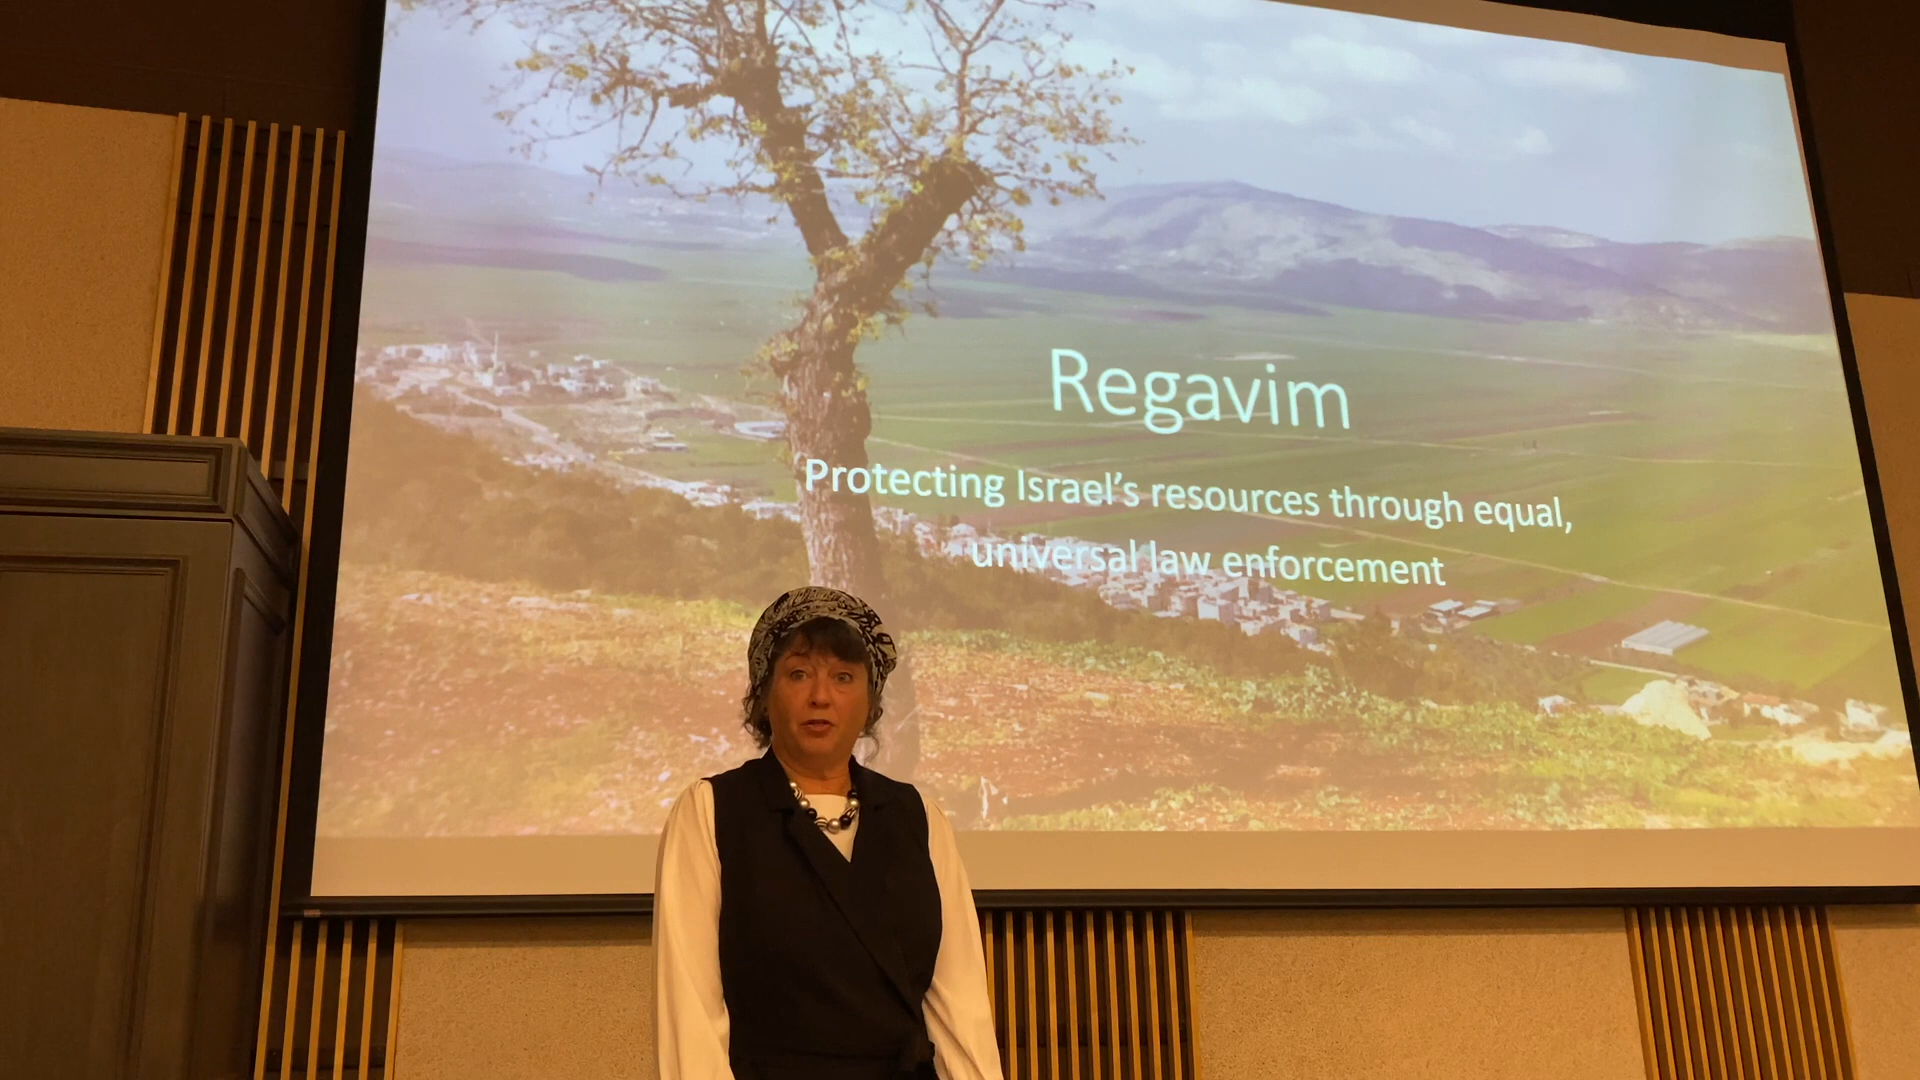 Regavim
Protecting Israel's resources through equal,
universal law enforcement